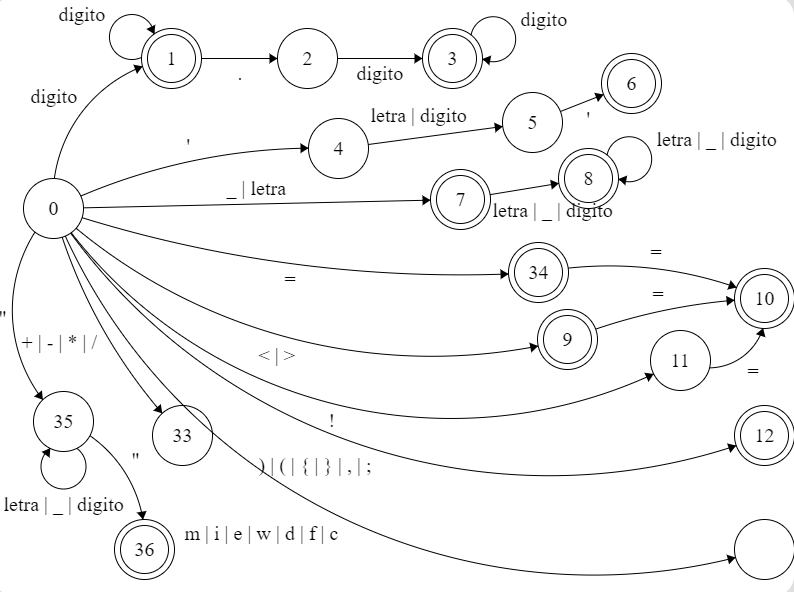 digito
digito
1
2
3
.
digito
6
digito
letra | digito
5
'
'
4
letra | _ | digito
8
_ | letra
7
0
letra | _ | digito
=
34
=
=
10
"
+ | - | * | /
< | >
9
11
=
!
35
33
12
"
) | ( | { | } | , | ;
letra | _ | digito
m | i | e | w | d | f | c
36